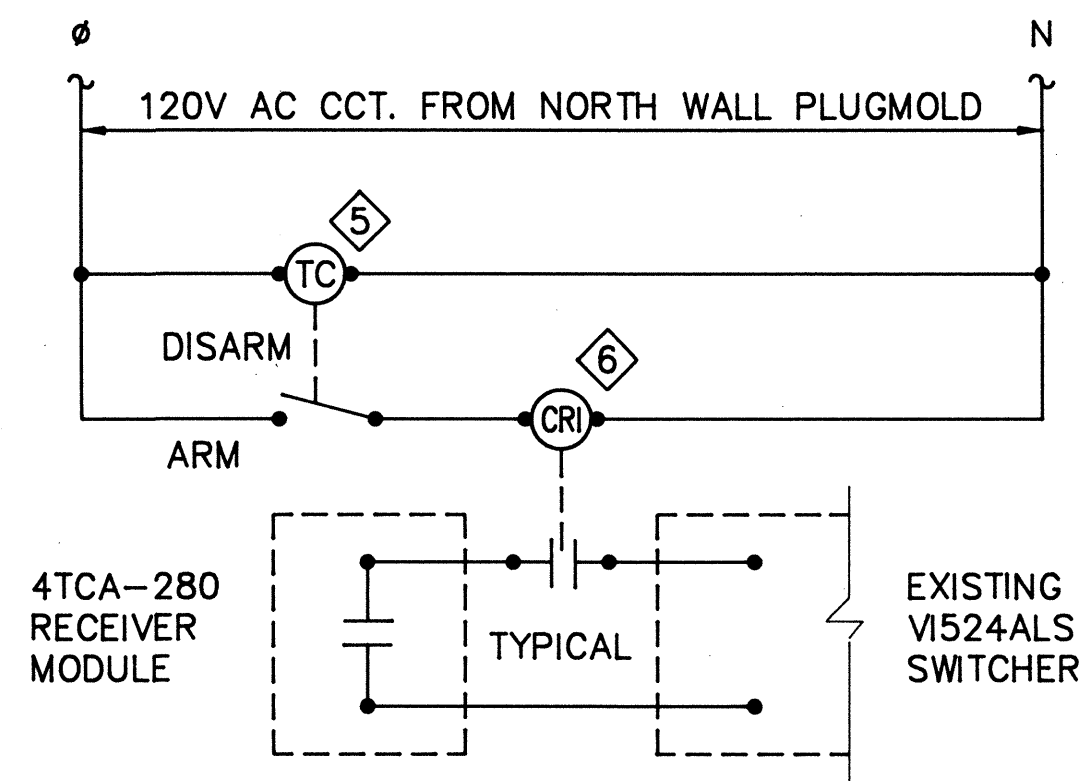 ø N
120V AC CCT. FROM NORTH WALL PLUGMOLD
5
TC
DISARM
6
CRI
ARM
4TCA-280
RECEIVER
MODULE
TYPICAL
EXISTING
VI524ALS
SWITCHER